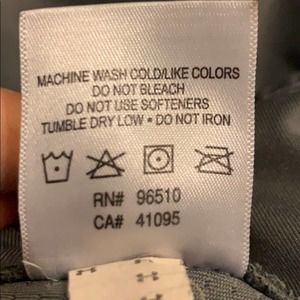 MACHINE WASH COLD/LIKE COLORS
DO NOT BLEACH
DO NOT USE SOFTENERS
TUMBLE DRY LOW • DO NOT IRON
RN# 96510
CA# 41095